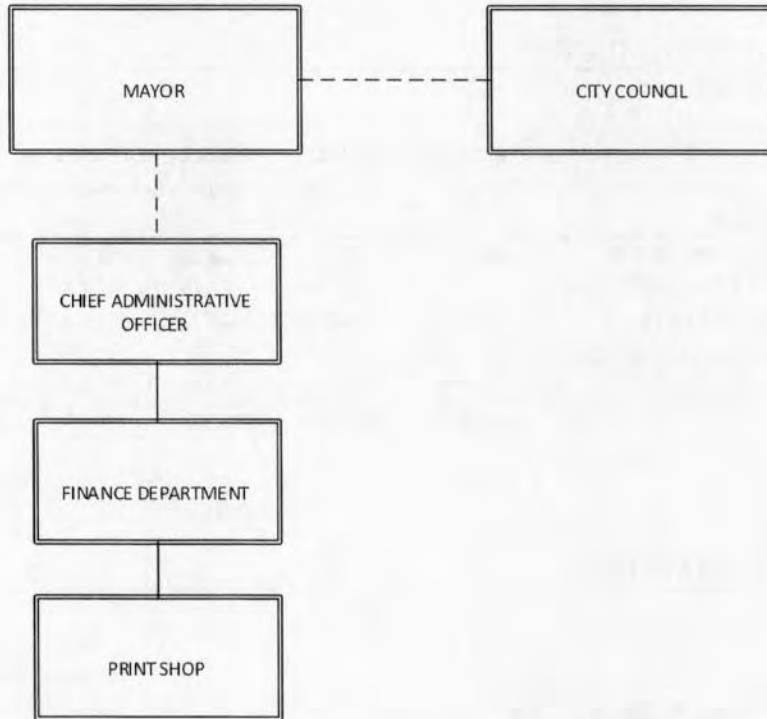 MAYOR
CITY COUNCIL
CHIEF ADMINISTRATIVE
OFFICER
FINANCE DEPARTMENT
PRINT SHOP